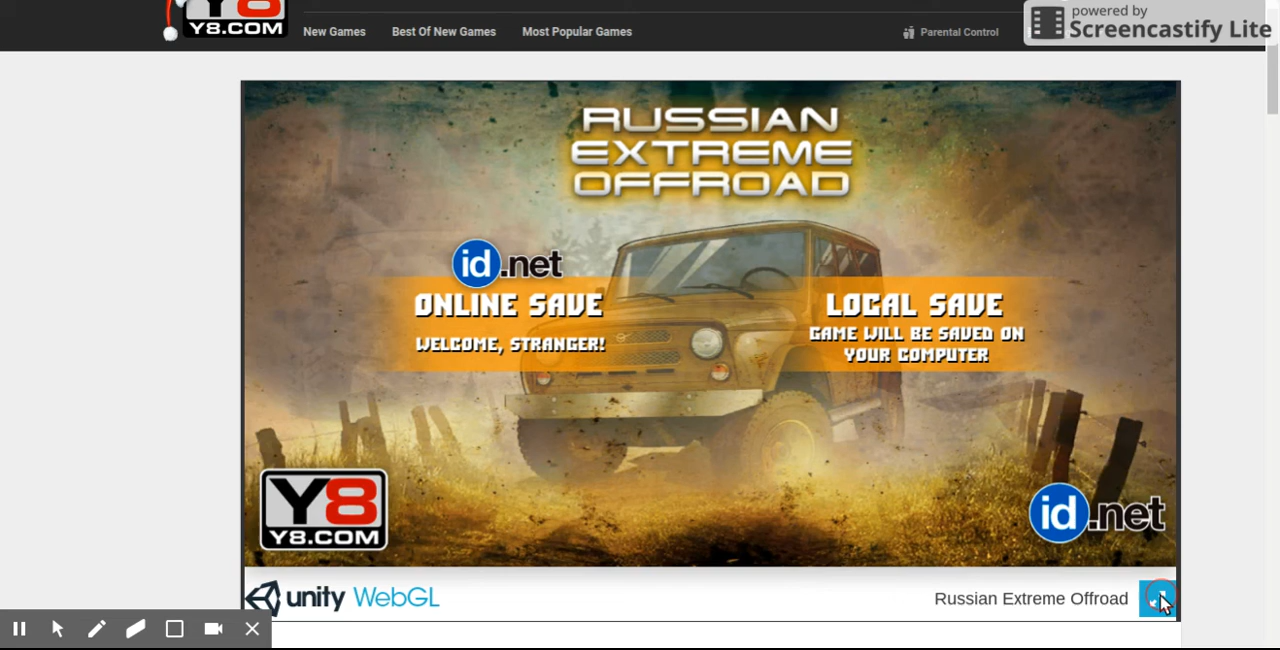 Y8
Y8.COM
New Games
Best Of New Games
Most Popular Games
Parental Control
powered by
Screencastify Lite
RUSSIAN
EXTREME
OFFROAD
id.net
ONLINE SAVE
WELCOME, STRANGER!
LOCAL SAVE
GAME WILL BE SAVED ON
YOUR COMPUTER
Y8
Y8.COM
id.net
unity WebGL
Russian Extreme Offroad